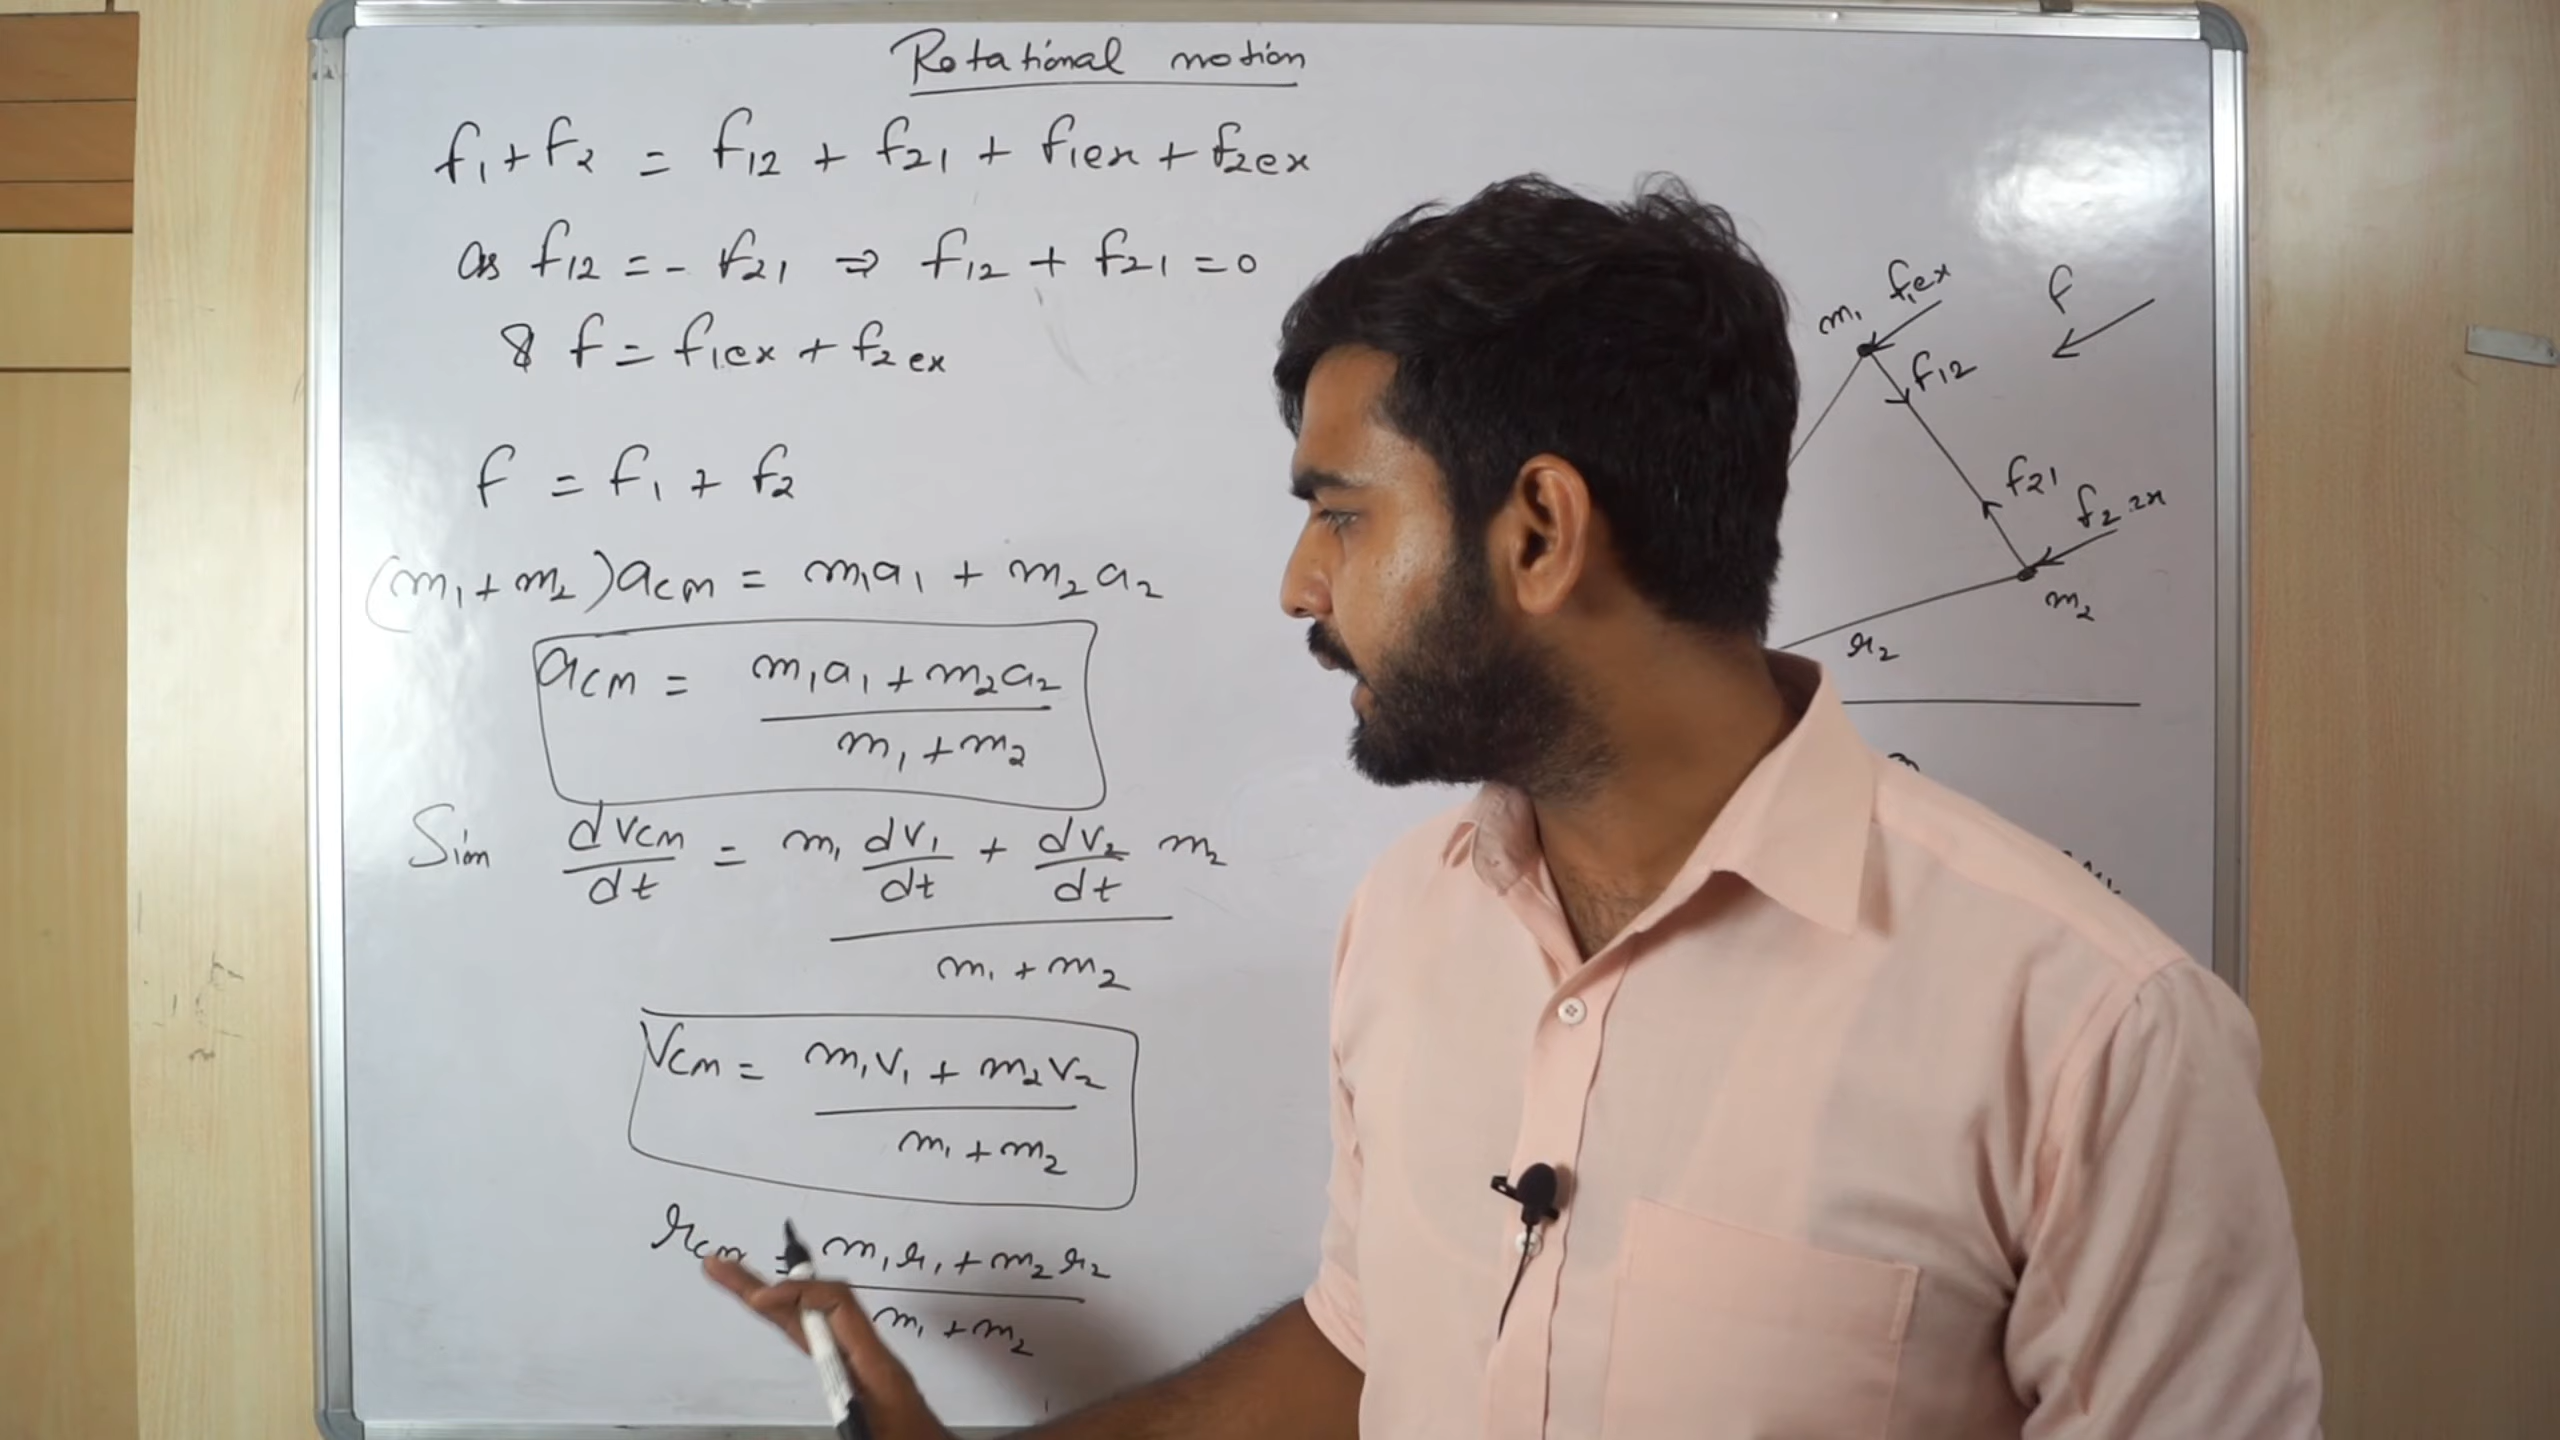 Rotational motion
f₁ + f₂ = f₁₂ + f₂₁ + f₁ex + f₂ex
as f₁₂ = - f₂₁ ⇒ f₁₂ + f₂₁ = 0
& f = f₁ex + f₂ex
f = f₁ + f₂
(m₁ + m₂) acm = m₁a₁ + m₂a₂
acm = m₁a₁ + m₂a₂
m₁ + m₂
Sim dvcm/dt = m₁ dv₁/dt + dv₂/dt m₂
m₁ + m₂
Vcm = m₁v₁ + m₂v₂
m₁ + m₂
rcm = m₁r₁ + m₂r₂
m₁ + m₂
m₁ f₁ex
f
f₁₂
f₂₁
f₂ex
m₂
r₂